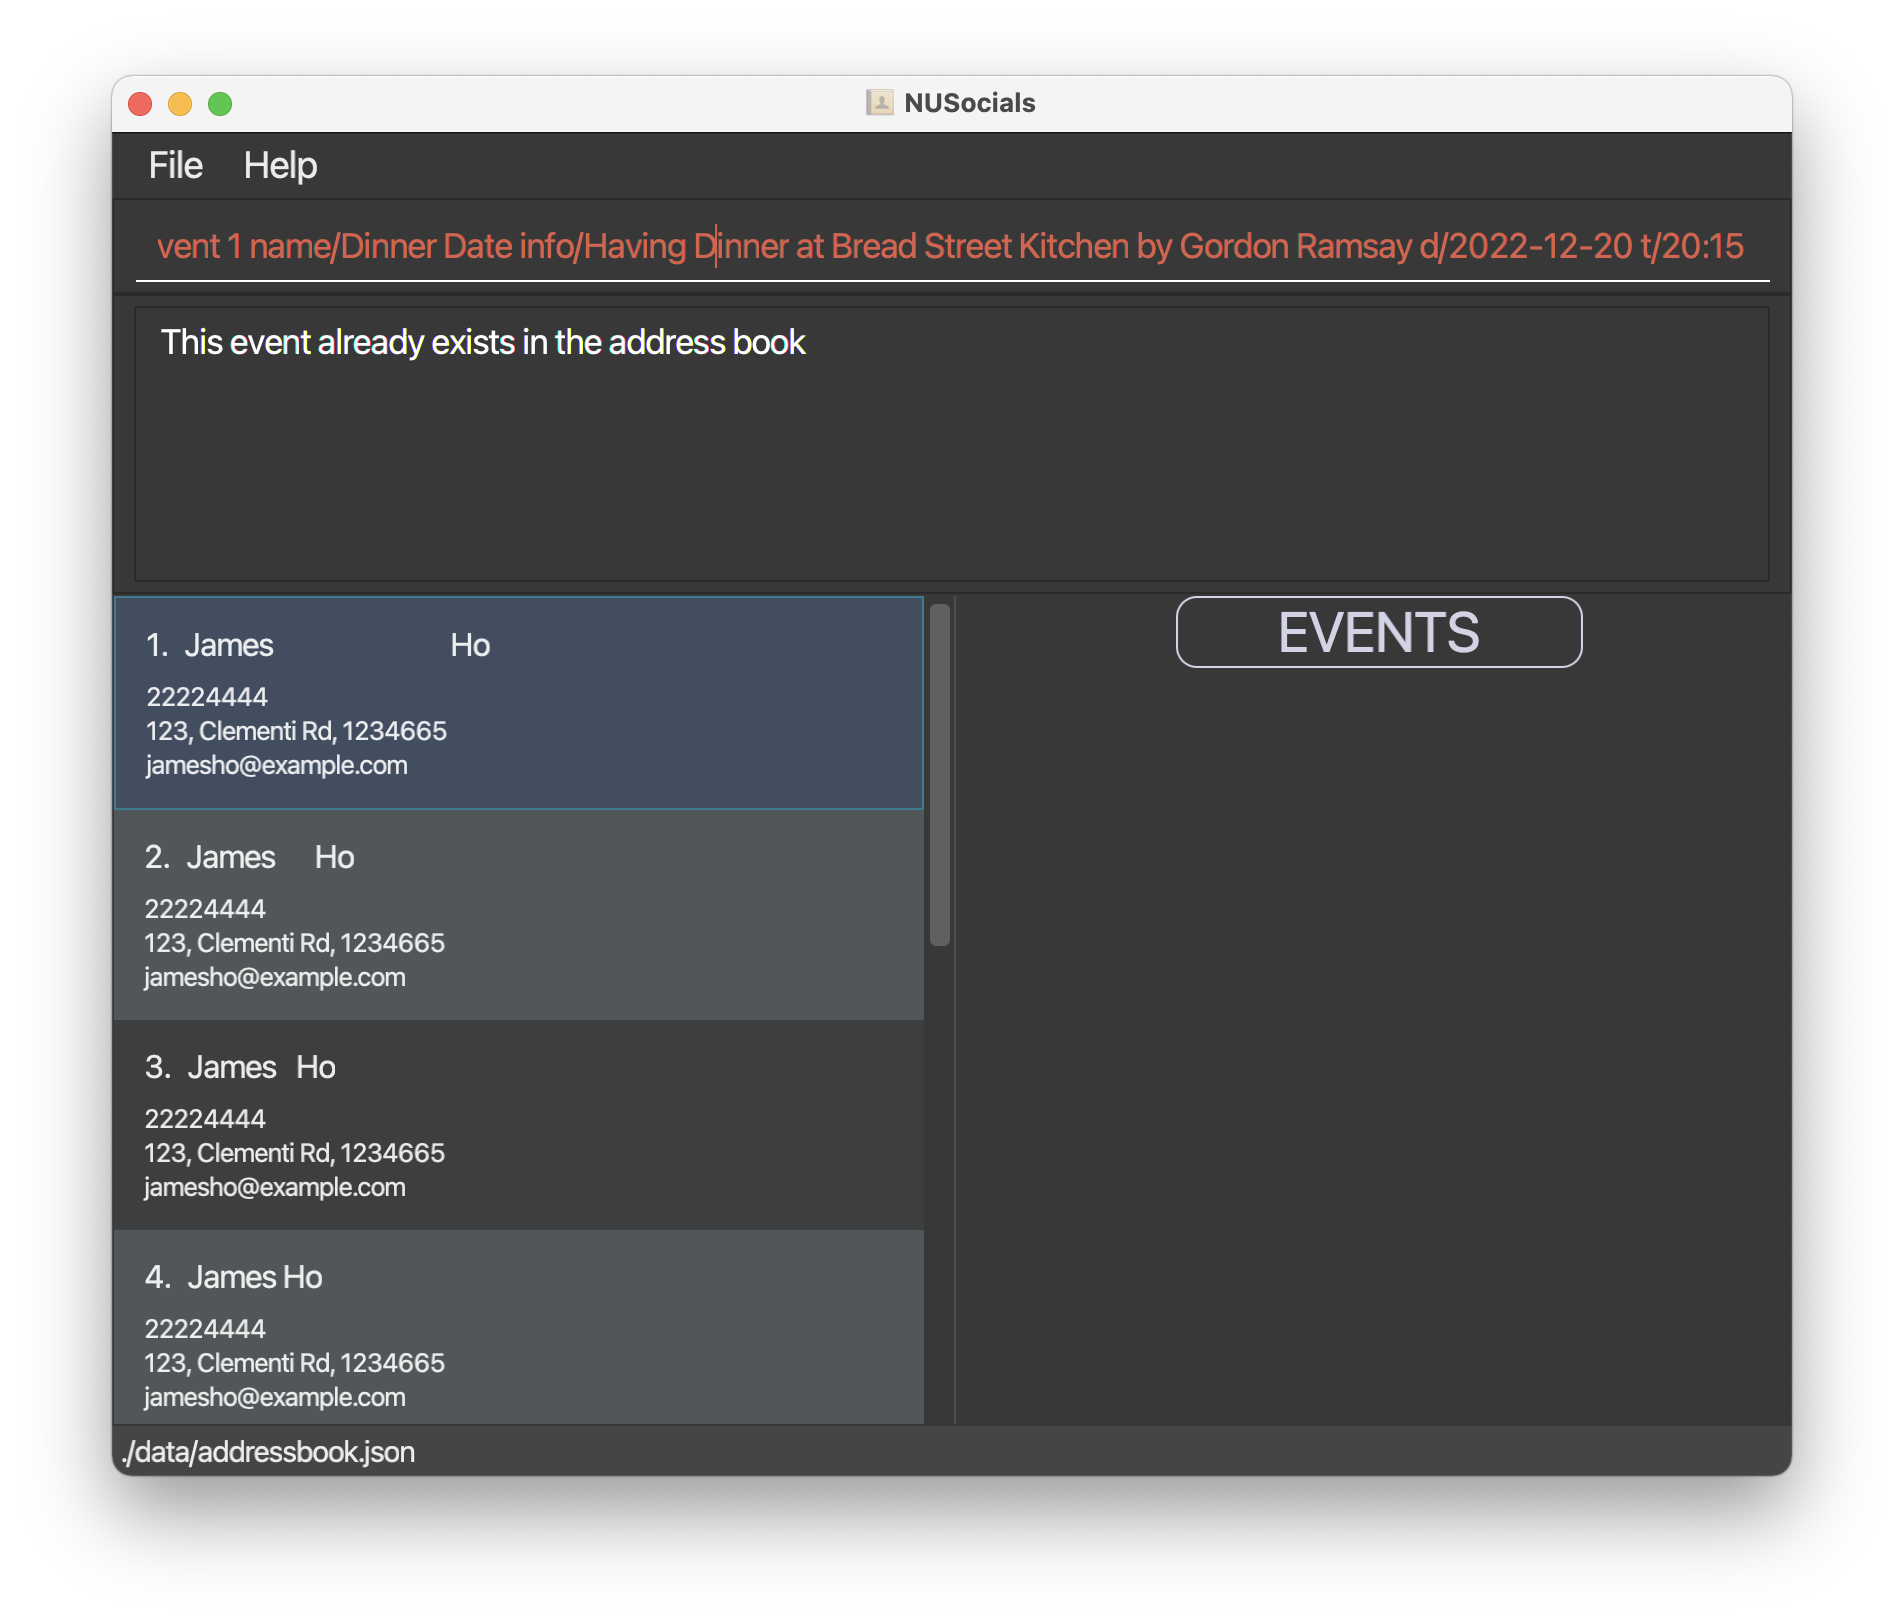 NUSocials
File Help
vent 1 name/Dinner Date info/Having Dinner at Bread Street Kitchen by Gordon Ramsay d/2022-12-20 t/20:15
This event already exists in the address book
1. James Ho
22224444
123, Clementi Rd, 1234665
jamesho@example.com
2. James Ho
22224444
123, Clementi Rd, 1234665
jamesho@example.com
3. James Ho
22224444
123, Clementi Rd, 1234665
jamesho@example.com
4. James Ho
22224444
123, Clementi Rd, 1234665
jamesho@example.com
EVENTS
./data/addressbook.json